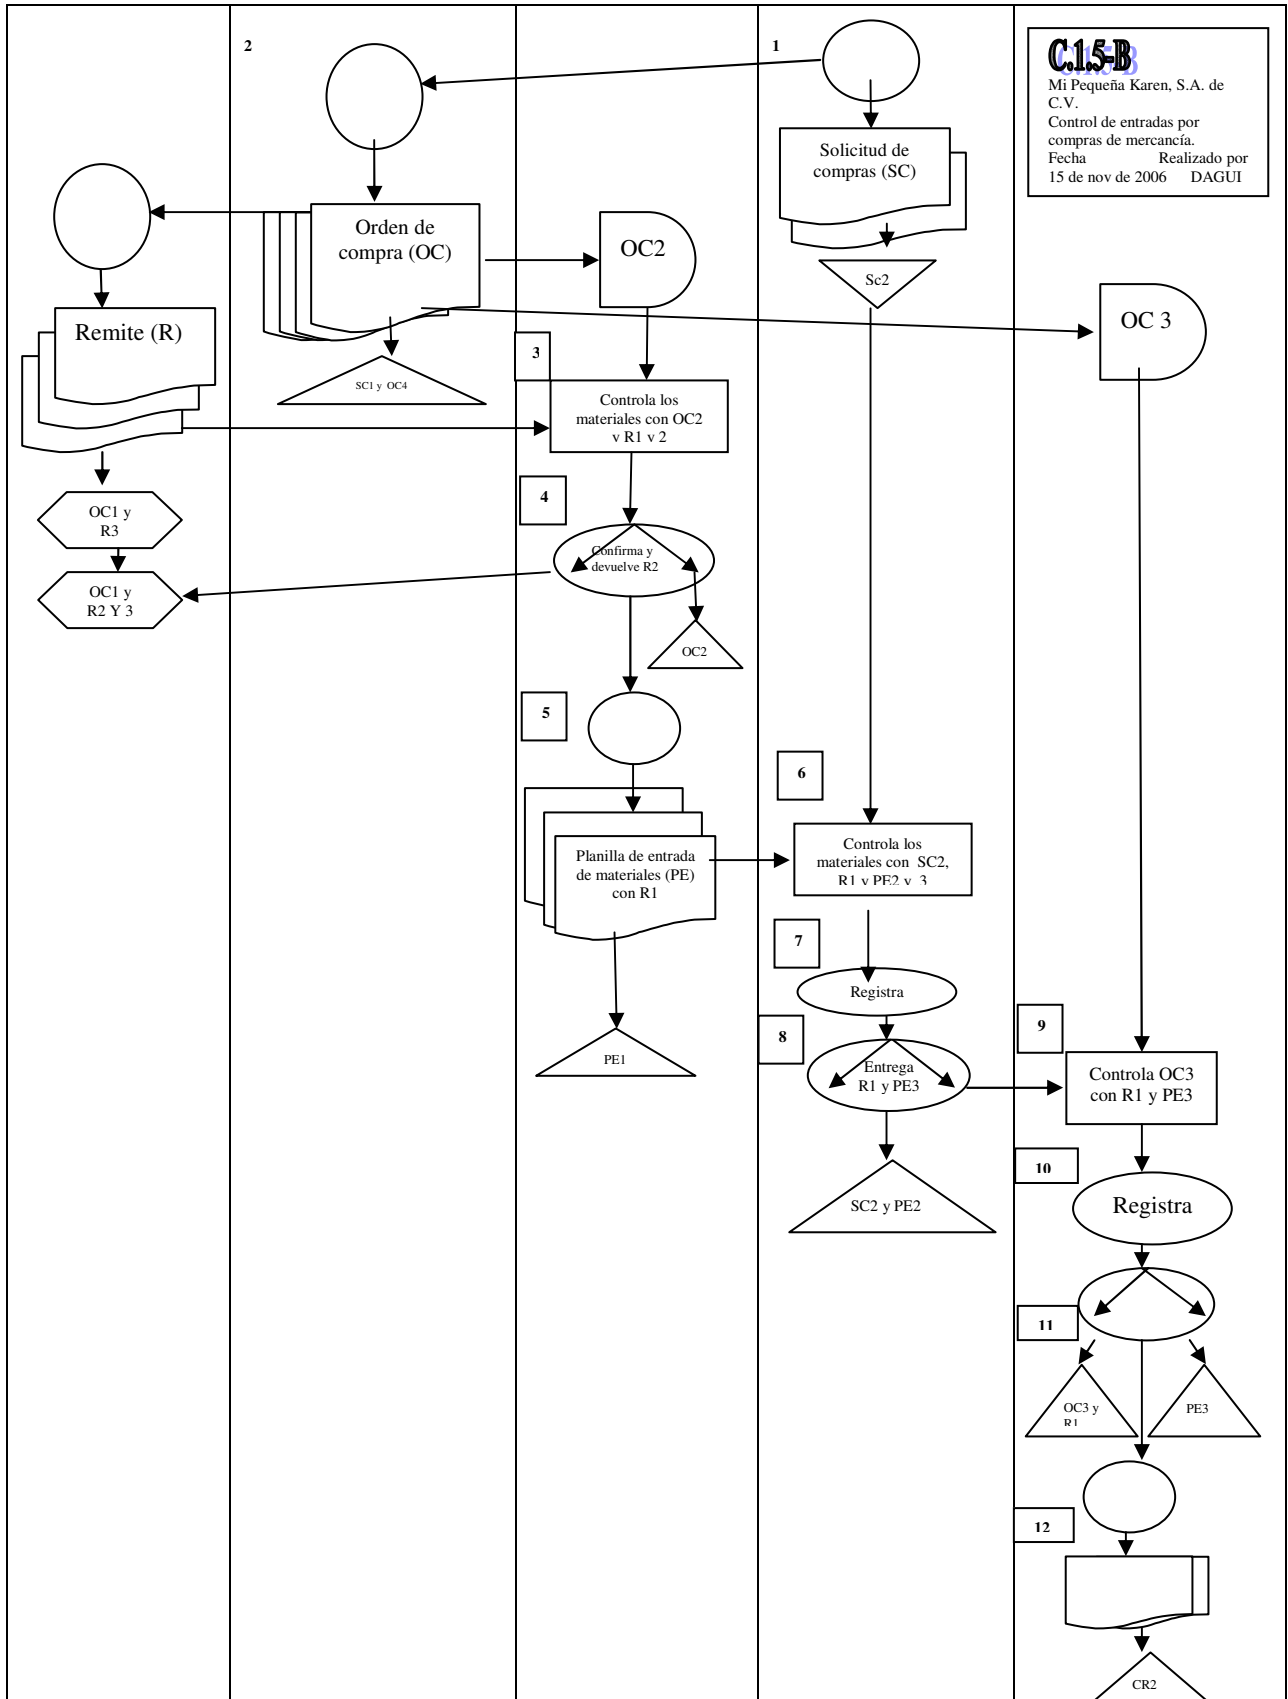 2
1
C.1.5-B
Mi Pequeña Karen, S.A. de
C.V.
Control de entradas por
compras de mercancía.
Fecha Realizado por
15 de nov de 2006 DAGUI
Solicitud de
compras (SC)
Sc2
Orden de
compra (OC)
OC2
OC 3
Remite (R)
SC1 y OC4
3
Controla los
materiales con OC2
y R1 y 2
4
OC1 y
R3
Confirma y
devuelve R2
OC1 y
R2 Y 3
OC2
5
6
Planilla de entrada
de materiales (PE)
con R1
Controla los
materiales con SC2,
R1 y PE2 y 3
7
Registra
PE1
8
Entrega
R1 y PE3
9
Controla OC3
con R1 y PE3
SC2 y PE2
10
Registra
11
OC3 y
R1
PE3
12
CR2